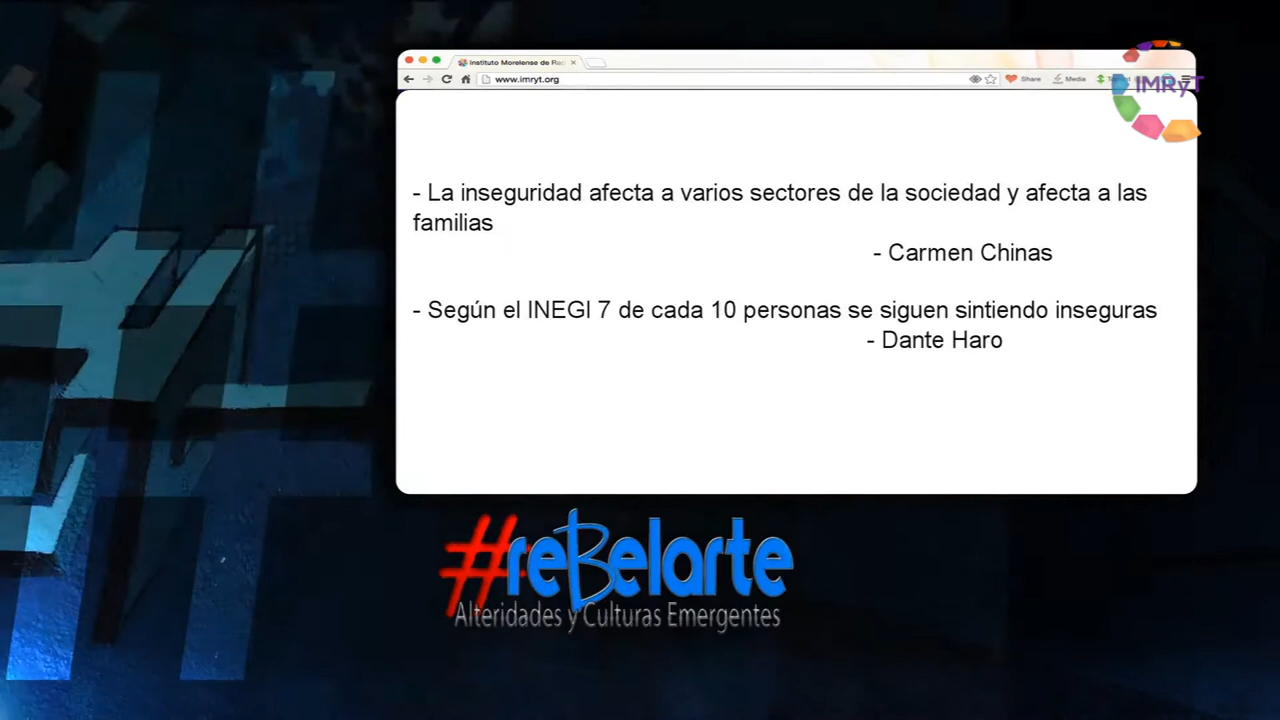 Instituto Morelense de Ra
www.imryt.org
Share
Media
IMRyT
- La inseguridad afecta a varios sectores de la sociedad y afecta a las
familias
- Carmen Chinas
- Según el INEGI 7 de cada 10 personas se siguen sintiendo inseguras
- Dante Haro
#reBelarte
Alteridades y Culturas Emergentes